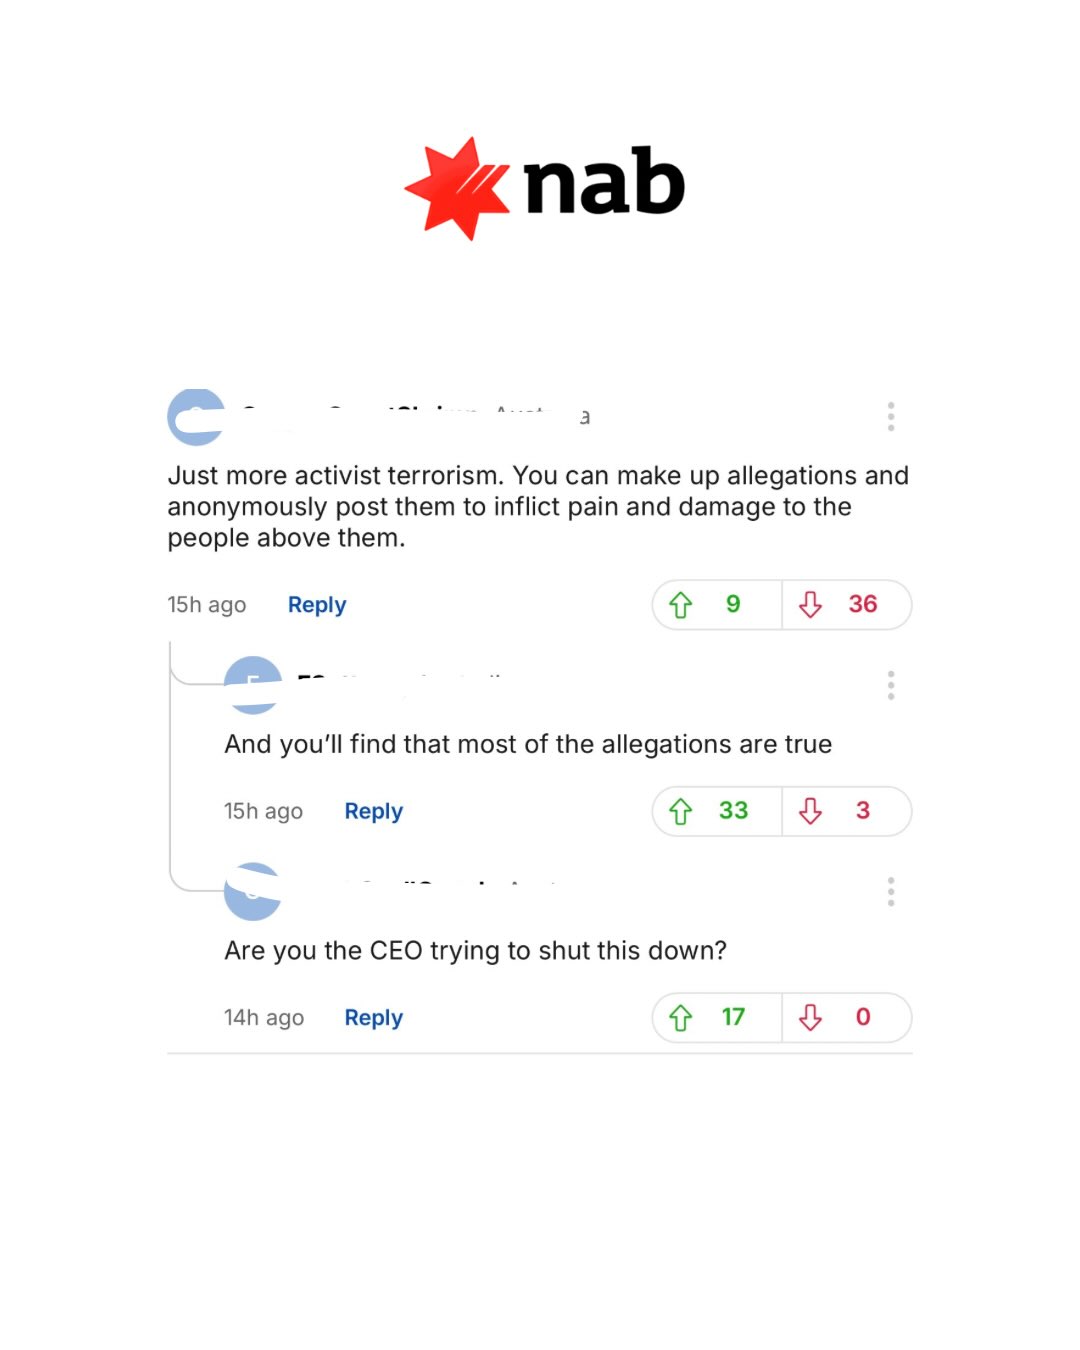 nab
Just more activist terrorism. You can make up allegations and
anonymously post them to inflict pain and damage to the
people above them.
15h ago Reply 9 36
And you’ll find that most of the allegations are true
15h ago Reply 33 3
Are you the CEO trying to shut this down?
14h ago Reply 17 0